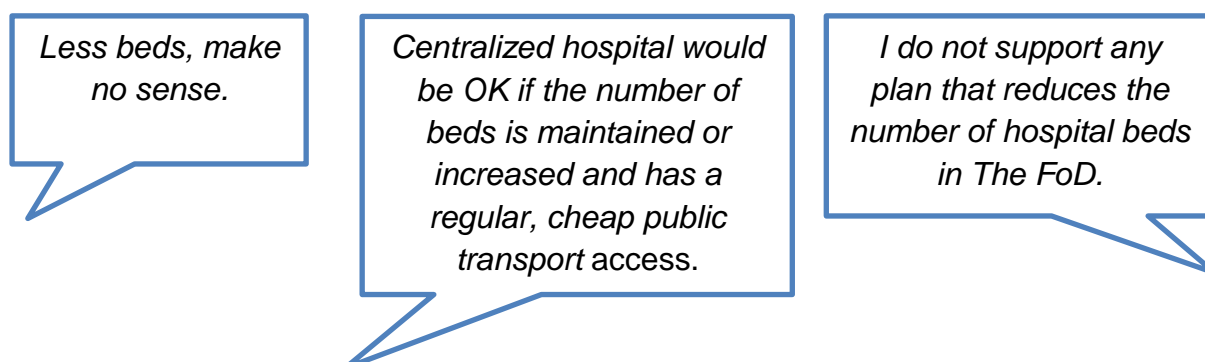 Less beds, make
no sense.
Centralized hospital would
be OK if the number of
beds is maintained or
increased and has a
regular, cheap public
transport access.
I do not support any
plan that reduces the
number of hospital beds
in The FoD.